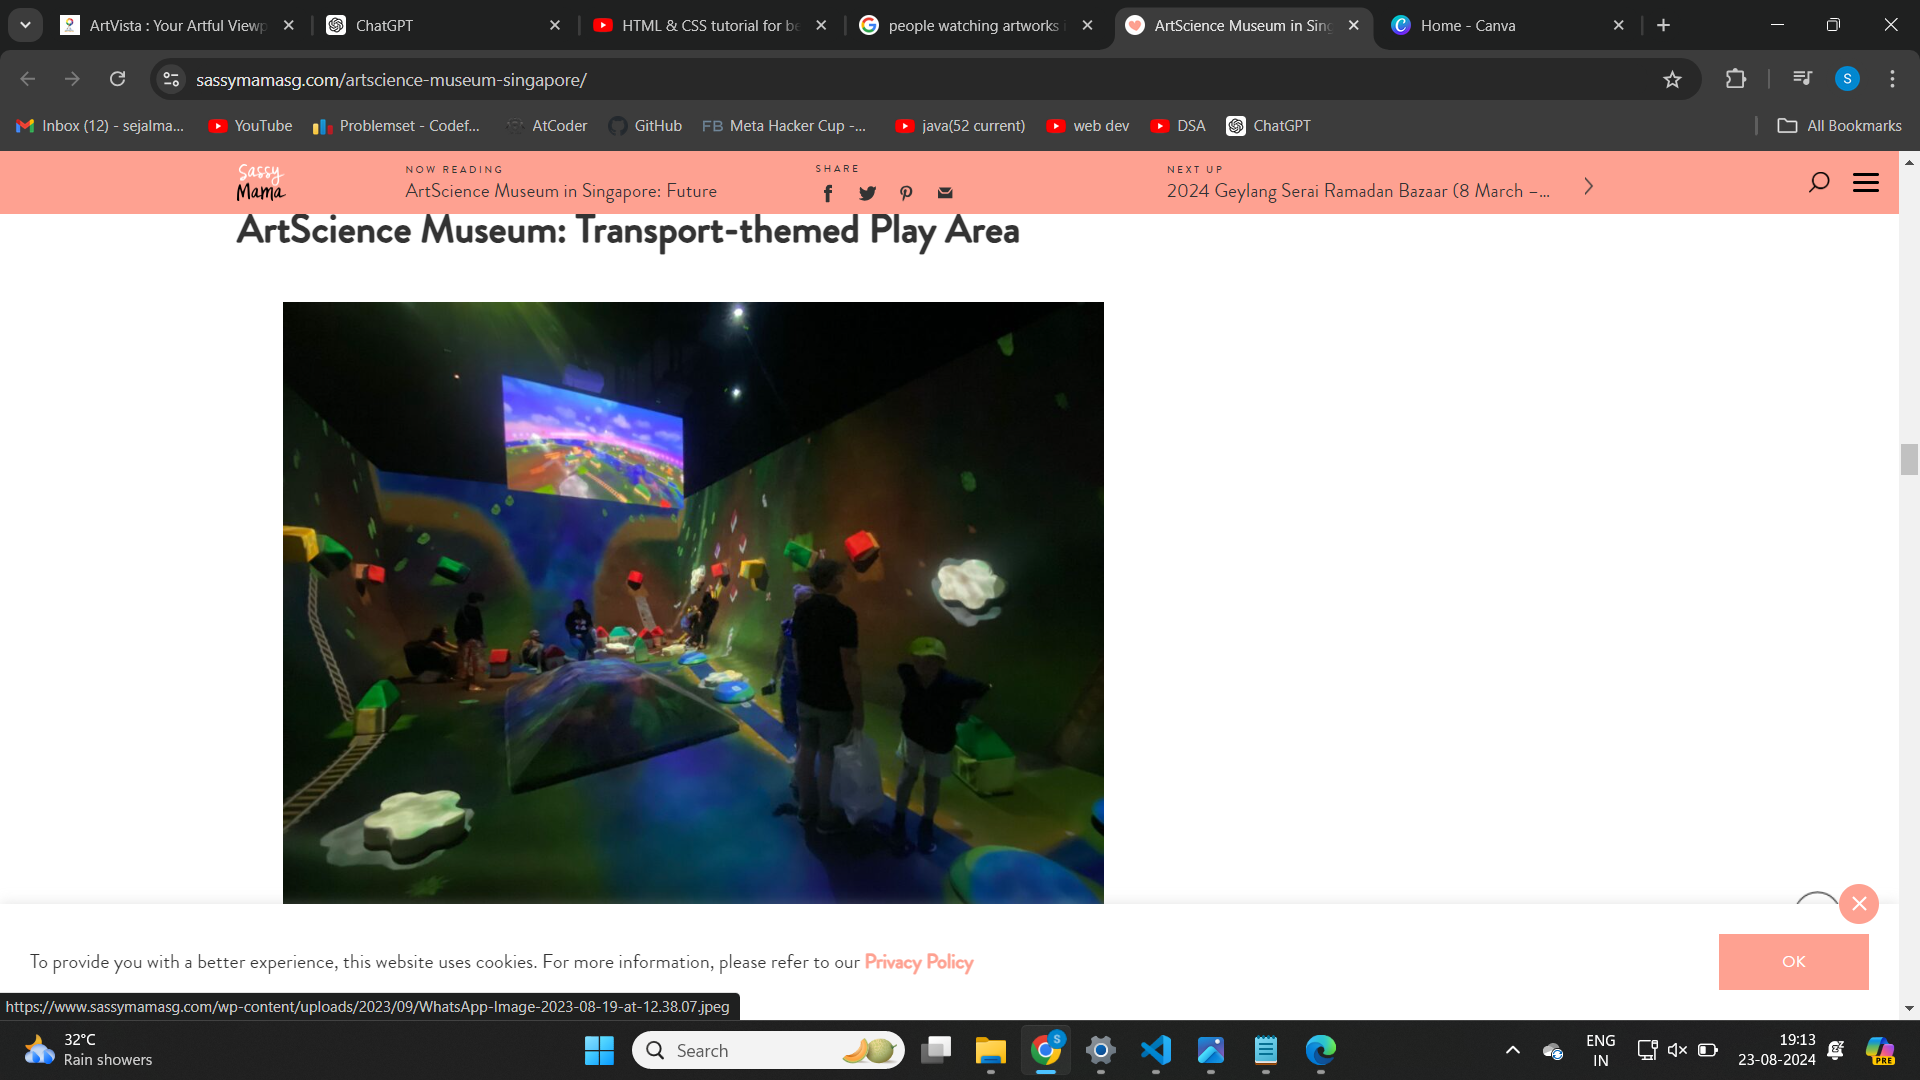 ArtVista : Your Artful Viewp
ChatGPT
HTML & CSS tutorial for be
people watching artworks i
ArtScience Museum in Sing
Home - Canva
sassymamasg.com/artscience-museum-singapore/
S
Inbox (12) - sejalma...
YouTube
Problemset - Codef...
AtCoder
GitHub
FB Meta Hacker Cup -...
java(52 current)
web dev
DSA
ChatGPT
All Bookmarks
Sassy
Mama
NOW READING
ArtScience Museum in Singapore: Future
SHARE
NEXT UP
2024 Geylang Serai Ramadan Bazaar (8 March –...
ArtScience Museum: Transport-themed Play Area
To provide you with a better experience, this website uses cookies. For more information, please refer to our Privacy Policy
OK
https://www.sassymamasg.com/wp-content/uploads/2023/09/WhatsApp-Image-2023-08-19-at-12.38.07.jpeg
32°C
Rain showers
Search
S
ENG
IN
19:13
23-08-2024
PRE